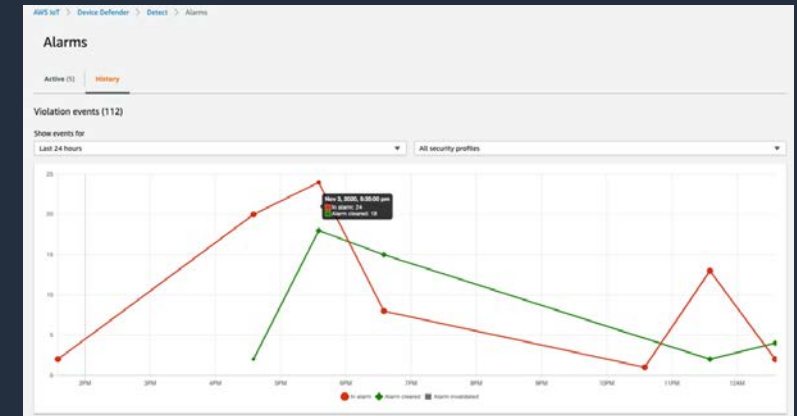 AWS IoT > Device Defender > Detect > Alarms
Alarms
Active (5) History
Violation events (112)
Show events for
Last 24 hours All security profiles
25
Nov 3, 2020, 5:35:00 pm
In alarm: 24
Alarm cleared: 18
20
15
10
5
0
2PM 3PM 4PM 5PM 6PM 7PM 8PM 9PM 10PM 11PM 12AM
In alarm Alarm cleared Alarm invalidated